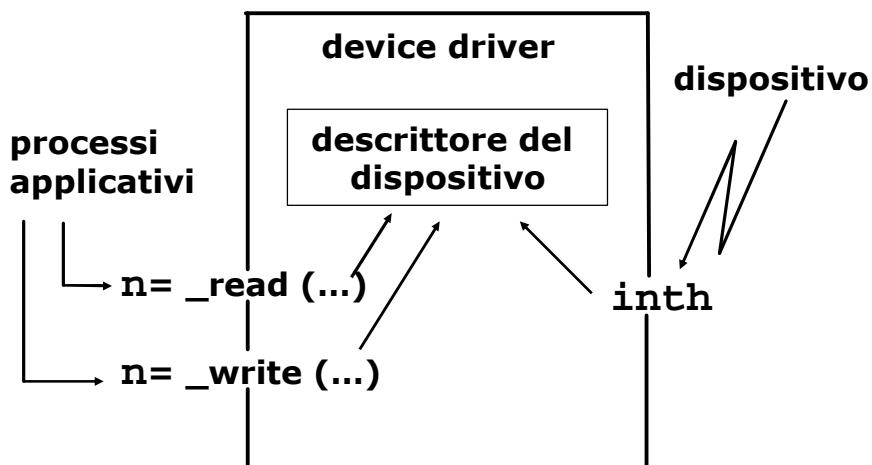 device driver
dispositivo
descrittore del
dispositivo
processi
applicativi
n= _read (…)
inth
n= _write (…)